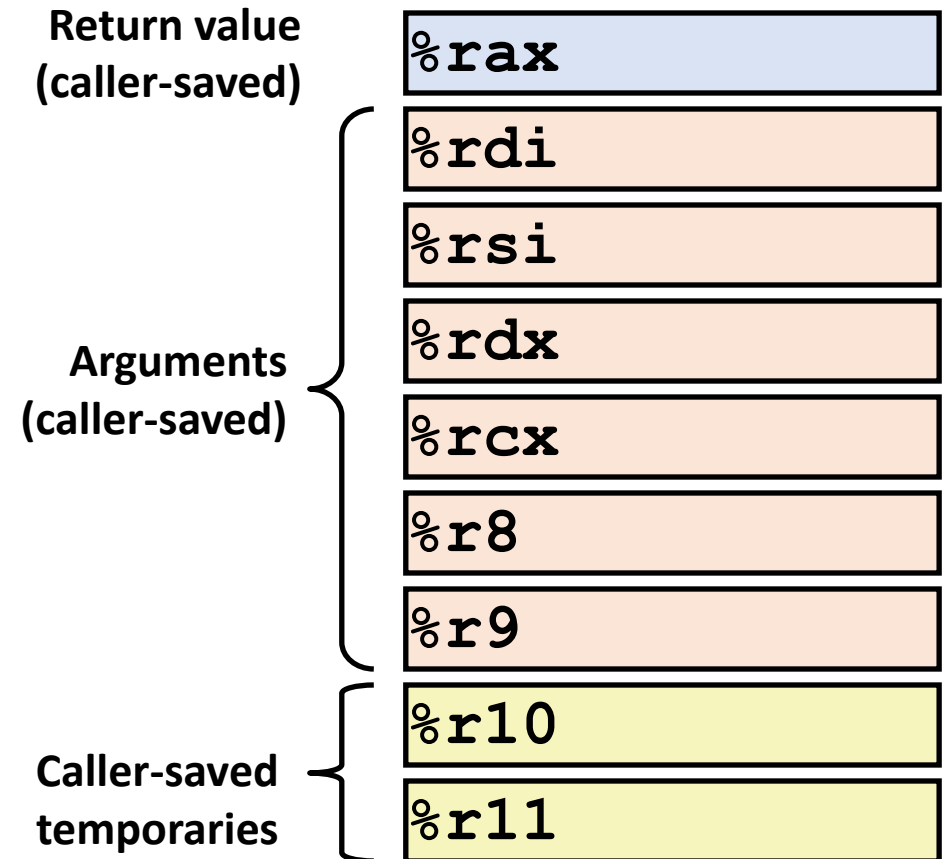 Return value
(caller-saved)
%rax
%rdi
%rsi
%rdx
Arguments
(caller-saved)
%rcx
%r8
%r9
%r10
Caller-saved
temporaries
%r11